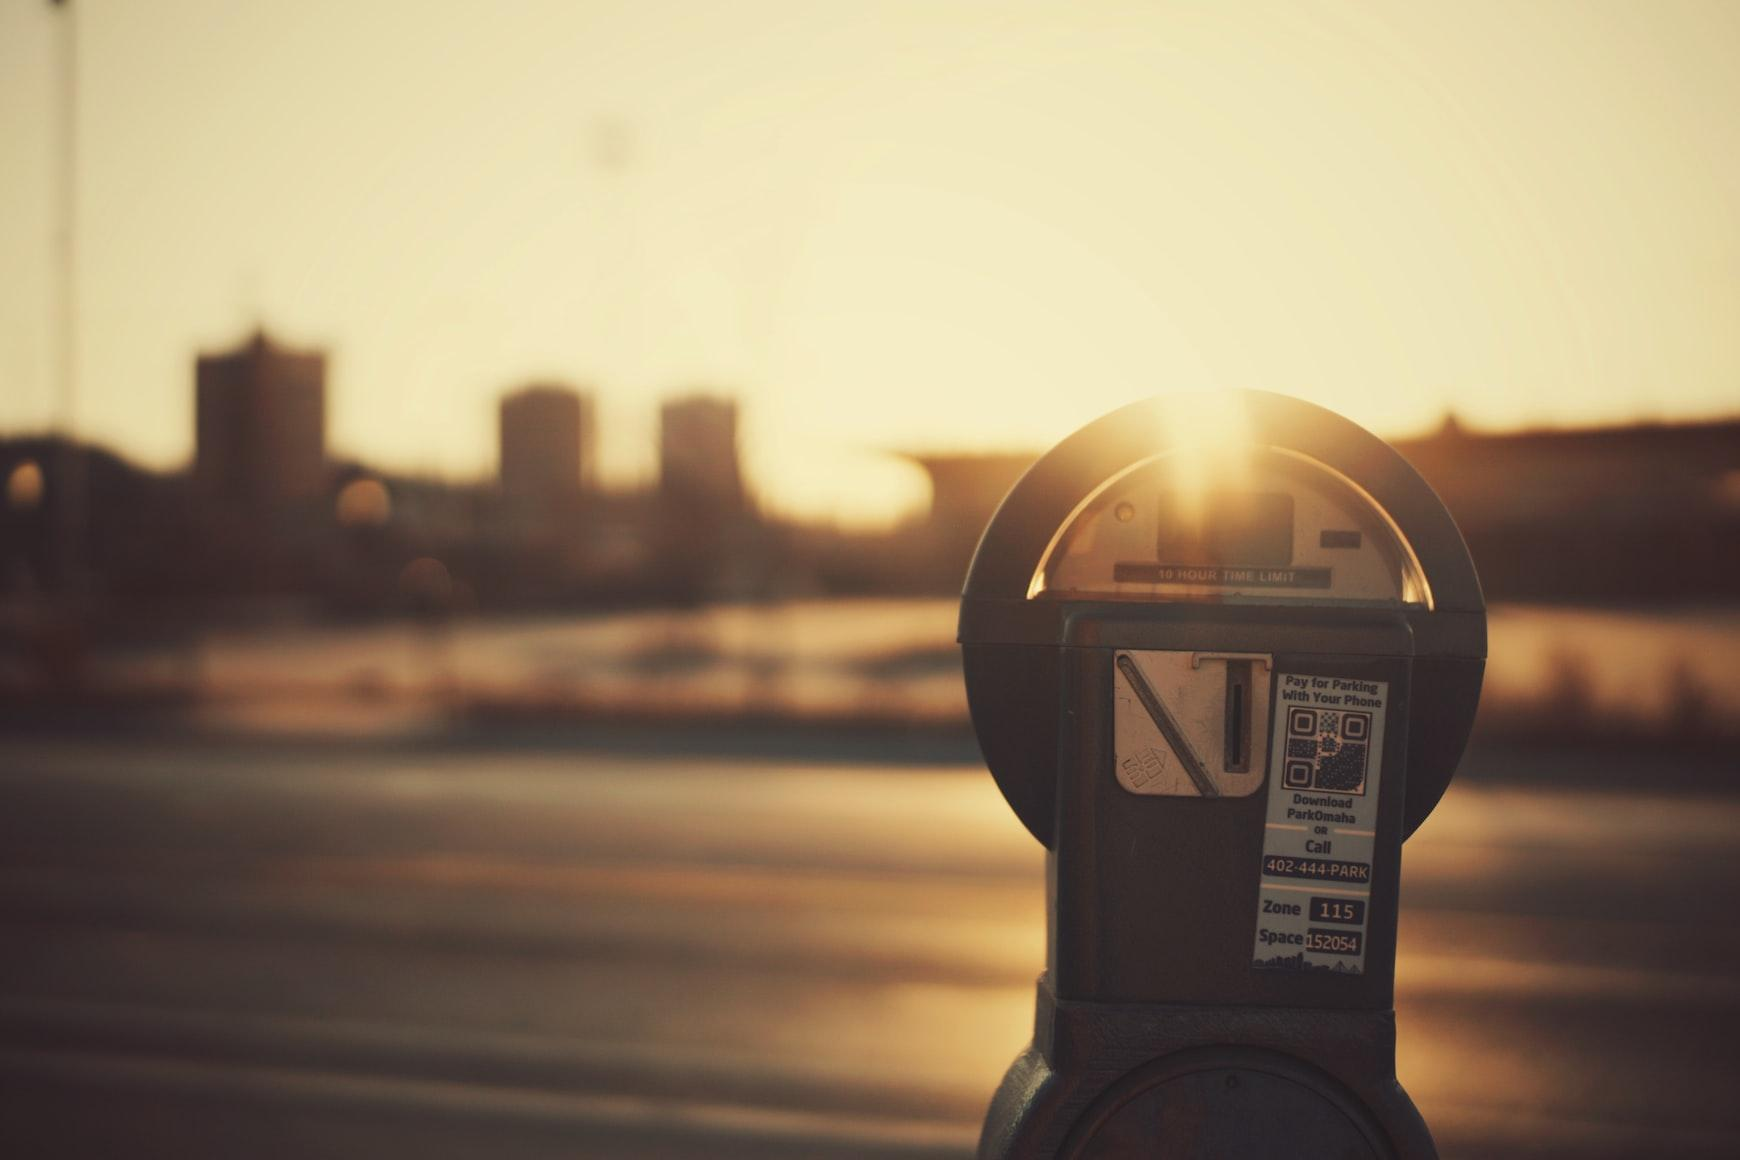 10 HOUR TIME LIMIT
Pay for Parking
With Your Phone
Download
ParkOmaha
OR
Call
402-444-PARK
Zone 115
Space 152054